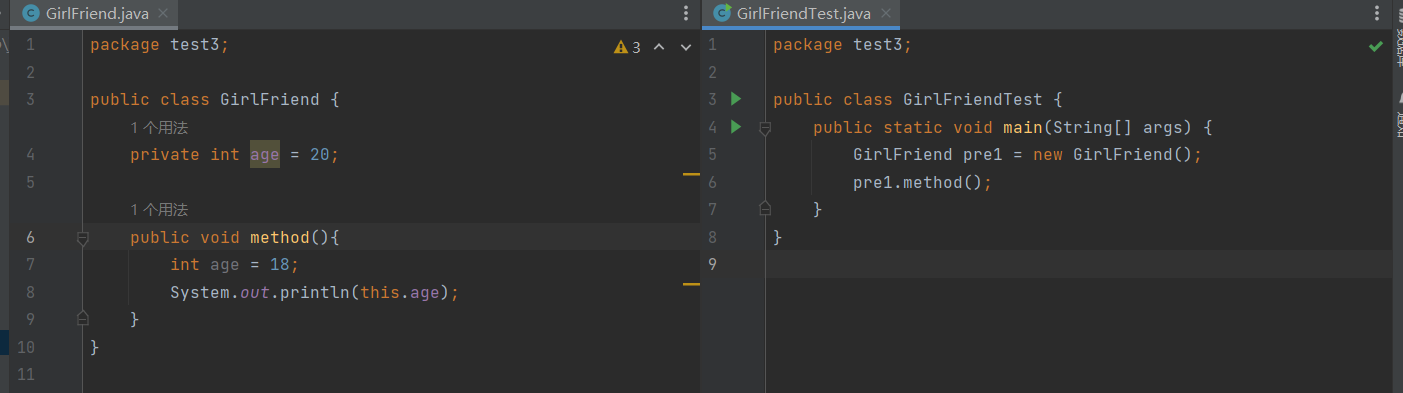 GirlFriend.java
1 package test3;
3
2
3 public class GirlFriend {
1 个用法
4 private int age = 20;
5
1 个用法
6 public void method(){
7 int age = 18;
8 System.out.println(this.age);
9 }
10 }
11
GirlFriendTest.java
1 package test3;
2
3 public class GirlFriendTest {
4 public static void main(String[] args) {
5 GirlFriend pre1 = new GirlFriend();
6 pre1.method();
7 }
8 }
9